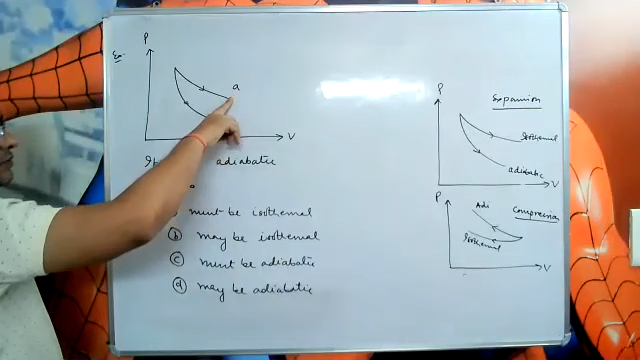 Ex:
P
a
V
adiabatic
must be isothermal
(b) may be isothermal
(c) must be adiabatic
(d) may be adiabatic
P
Expansion
Isothermal
adiabatic
V
P
Adi
Compression
Isothermal
V